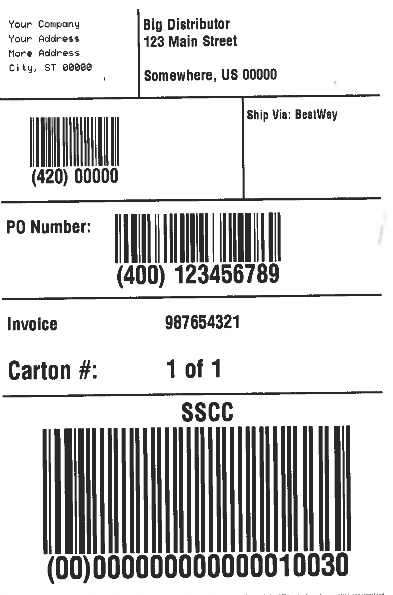 Your Company
Your Address
More Address
City, ST 00000
Big Distributor
123 Main Street
Somewhere, US 00000
(420) 00000
Ship Via: BestWay
PO Number:
(400) 123456789
Invoice 987654321
Carton #: 1 of 1
SSCC
(00)000000000000010030